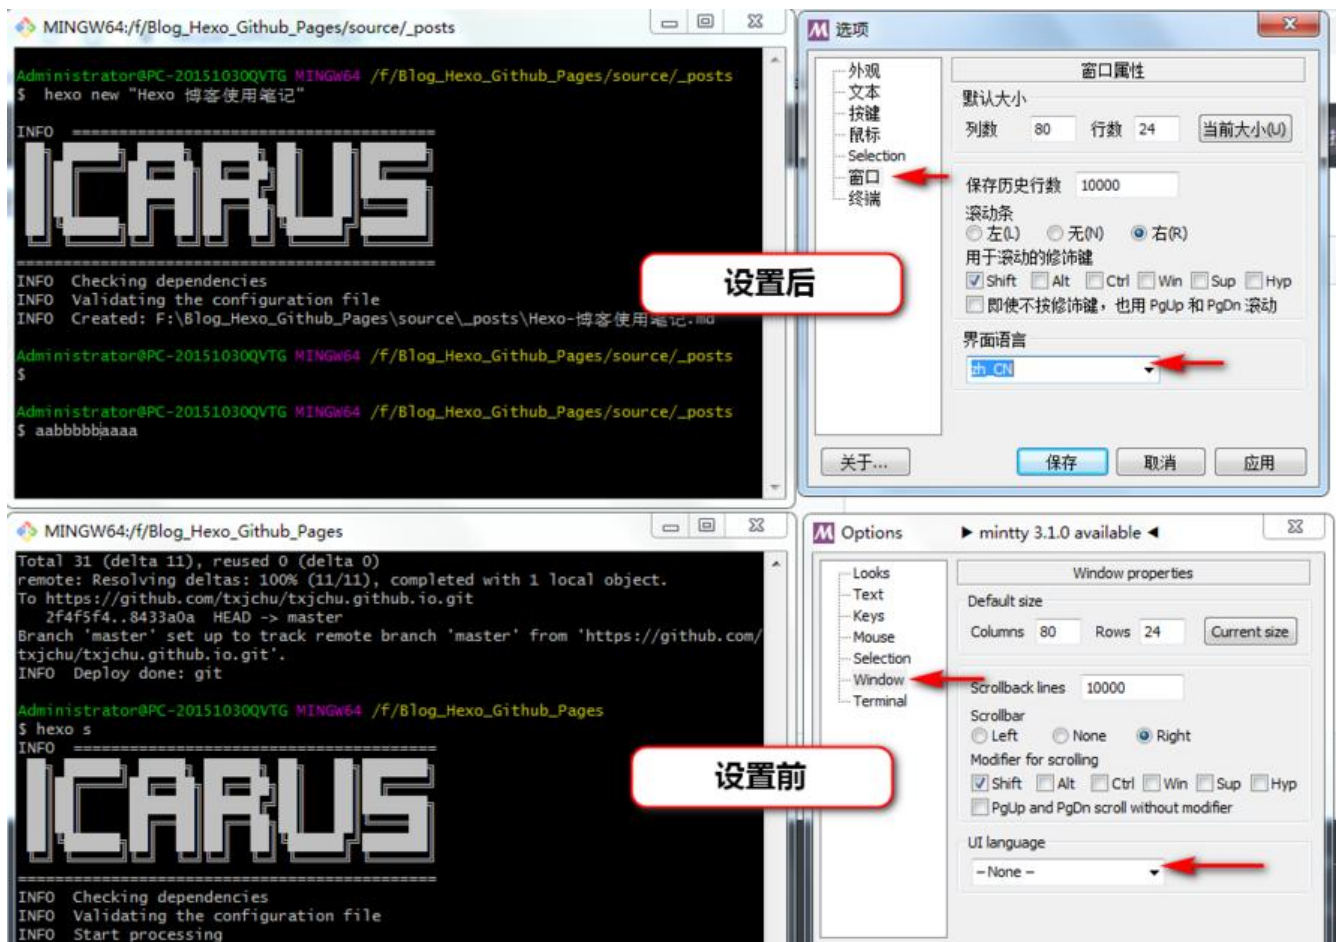 MINGW64:/f/Blog_Hexo_Github_Pages/source/_posts
Administrator@PC-20151030QVTG MINGW64 /f/Blog_Hexo_Github_Pages/source/_posts
$ hexo new "Hexo 博客使用笔记"
INFO =======================================
ICARUS
=============================================
INFO Checking dependencies
INFO Validating the configuration file
INFO Created: F:\Blog_Hexo_Github_Pages\source\_posts\Hexo-博客使用笔记.md
Administrator@PC-20151030QVTG MINGW64 /f/Blog_Hexo_Github_Pages/source/_posts
$
Administrator@PC-20151030QVTG MINGW64 /f/Blog_Hexo_Github_Pages/source/_posts
$ aabbbbbaaaa
设置后
选项
外观
文本
按键
鼠标
Selection
窗口
终端
窗口属性
默认大小
列数 80 行数 24 当前大小(U)
保存历史行数 10000
滚动条
左(L) 无(N) 右(R)
用于滚动的修饰键
Shift Alt Ctrl Win Sup Hyp
即使不按修饰键，也用 PgUp 和 PgDn 滚动
界面语言
zh_CN
关于... 保存 取消 应用
MINGW64:/f/Blog_Hexo_Github_Pages
Total 31 (delta 11), reused 0 (delta 0)
remote: Resolving deltas: 100% (11/11), completed with 1 local object.
To https://github.com/txjchu/txjchu.github.io.git
2f4f5f4..8433a0a HEAD -> master
Branch 'master' set up to track remote branch 'master' from 'https://github.com/
txjchu/txjchu.github.io.git'.
INFO Deploy done: git
Administrator@PC-20151030QVTG MINGW64 /f/Blog_Hexo_Github_Pages
$ hexo s
INFO =======================================
ICARUS
=============================================
INFO Checking dependencies
INFO Validating the configuration file
INFO Start processing
设置前
Options ▶ mintty 3.1.0 available ◀
Looks
Text
Keys
Mouse
Selection
Window
Terminal
Window properties
Default size
Columns 80 Rows 24 Current size
Scrollback lines 10000
Scrollbar
Left None Right
Modifier for scrolling
Shift Alt Ctrl Win Sup Hyp
PgUp and PgDn scroll without modifier
UI language
– None –